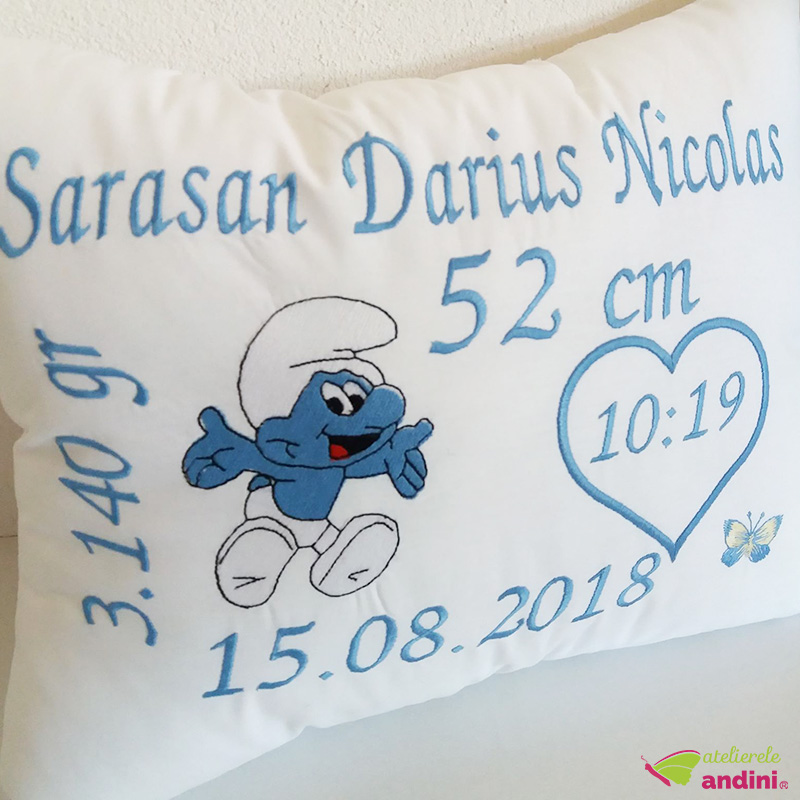 Sarasan Darius Nicolas
52 cm
3.140 gr
10:19
15.08.2018
atelierele
andini®